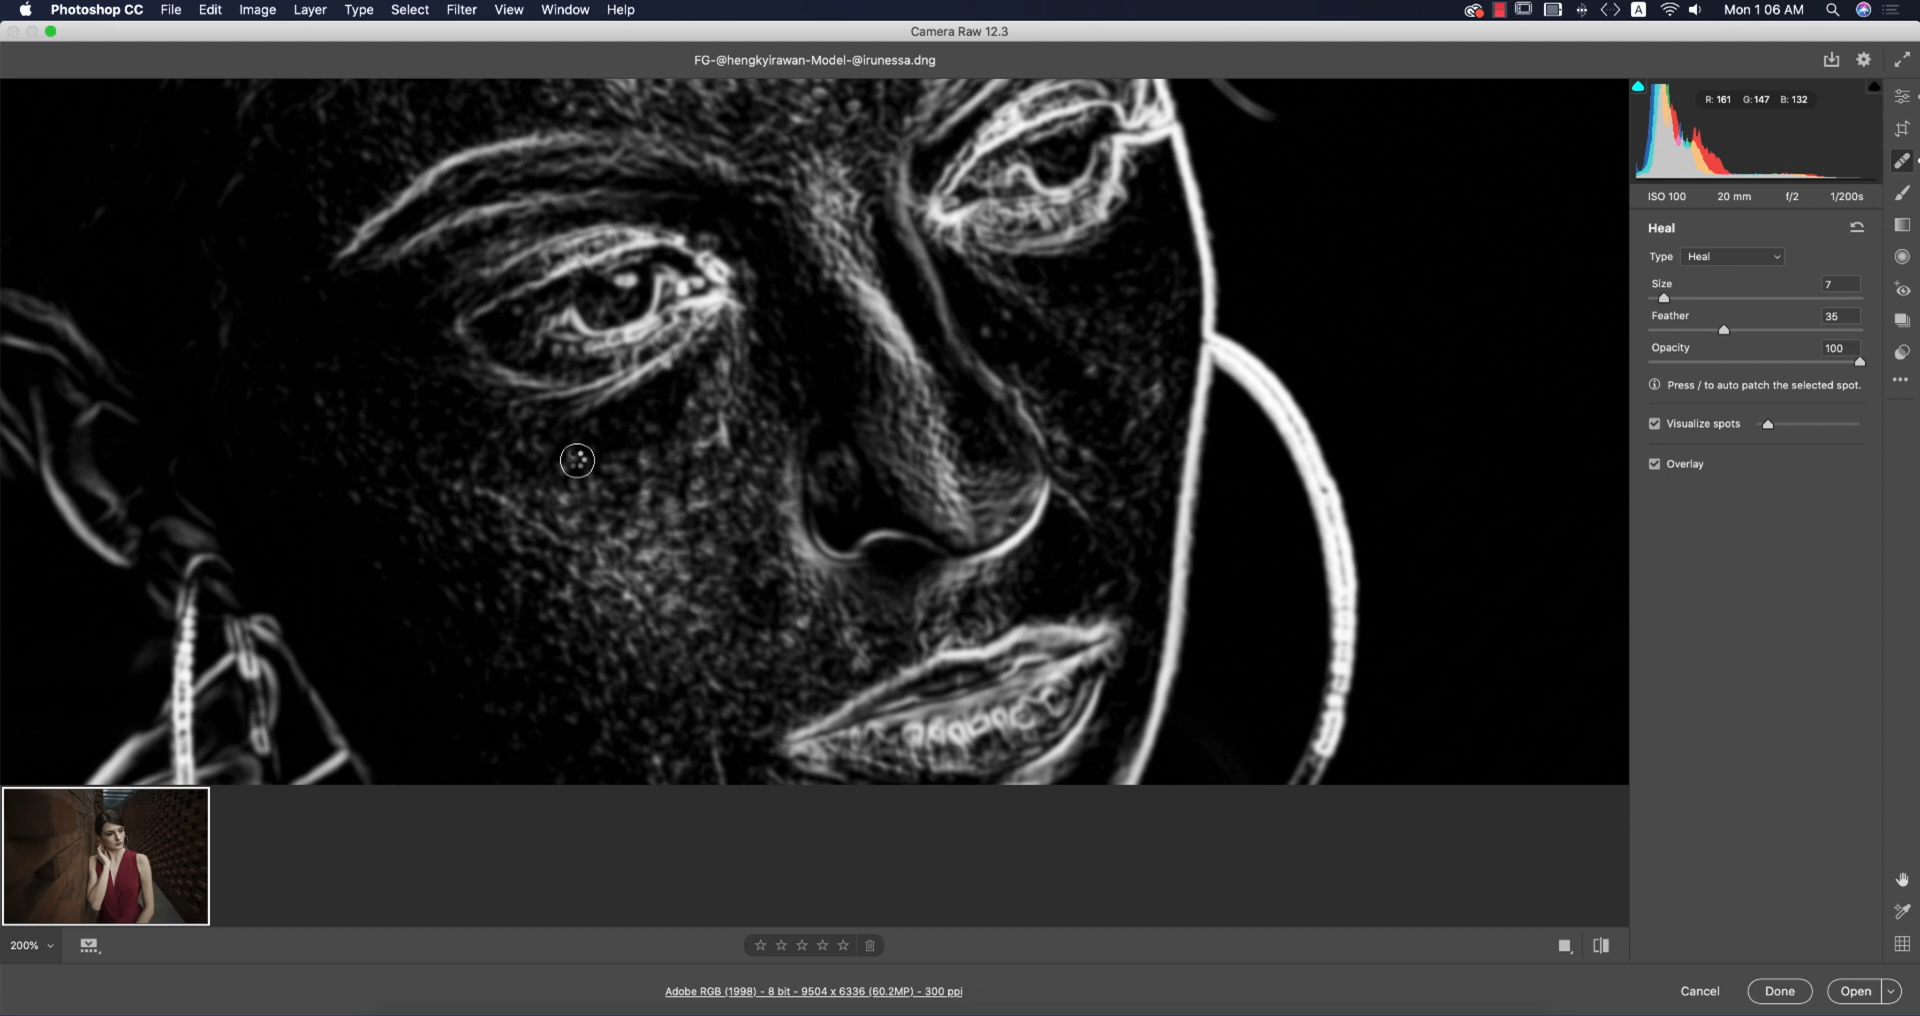 Photoshop CC File Edit Image Layer Type Select Filter View Window Help A Mon 1 06 AM
Camera Raw 12.3
FG-@hengkyirawan-Model-@irunessa.dng
R: 161 G: 147 B: 132
ISO 100 20 mm f/2 1/200s
Heal
Type Heal
Size 7
Feather 35
Opacity 100
Press / to auto patch the selected spot.
Visualize spots
Overlay
200%
Adobe RGB (1998) - 8 bit - 9504 x 6336 (60.2MP) - 300 ppi
Cancel Done Open